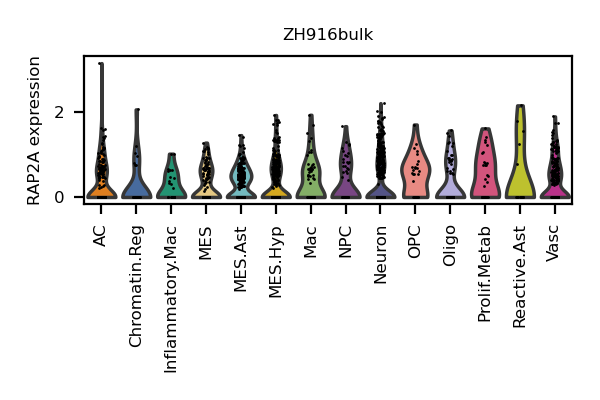 ZH916bulk
RAP2A expression
2
0
AC
Chromatin.Reg
Inflammatory.Mac
MES
MES.Ast
MES.Hyp
Mac
NPC
Neuron
OPC
Oligo
Prolif.Metab
Reactive.Ast
Vasc